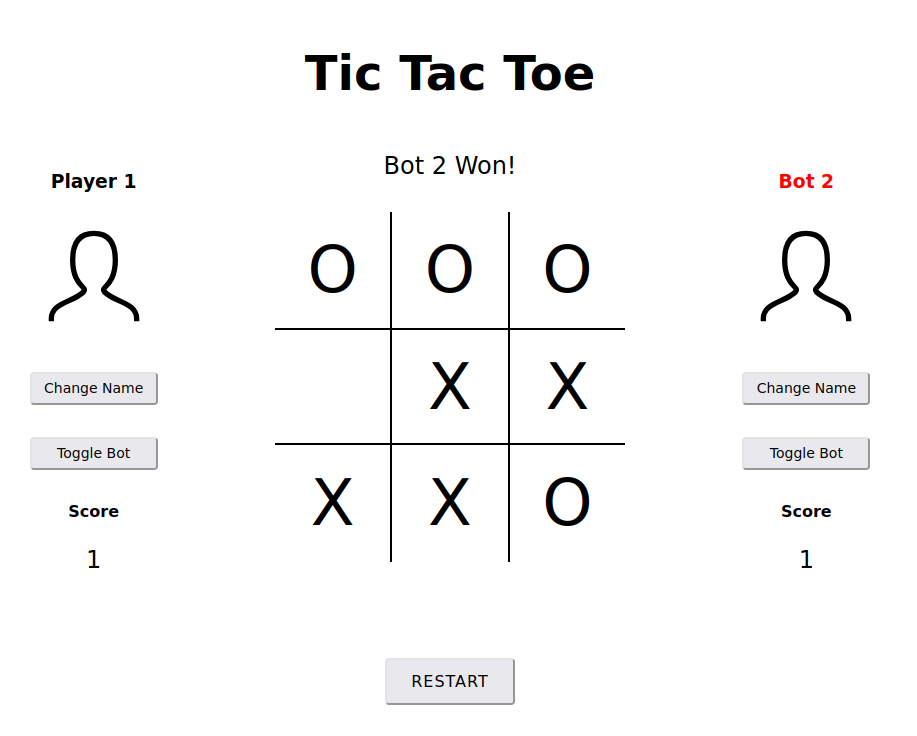 Tic Tac Toe
Bot 2 Won!
Player 1
Change Name
Toggle Bot
Score
1
O O O
X X
X X O
Bot 2
Change Name
Toggle Bot
Score
1
RESTART